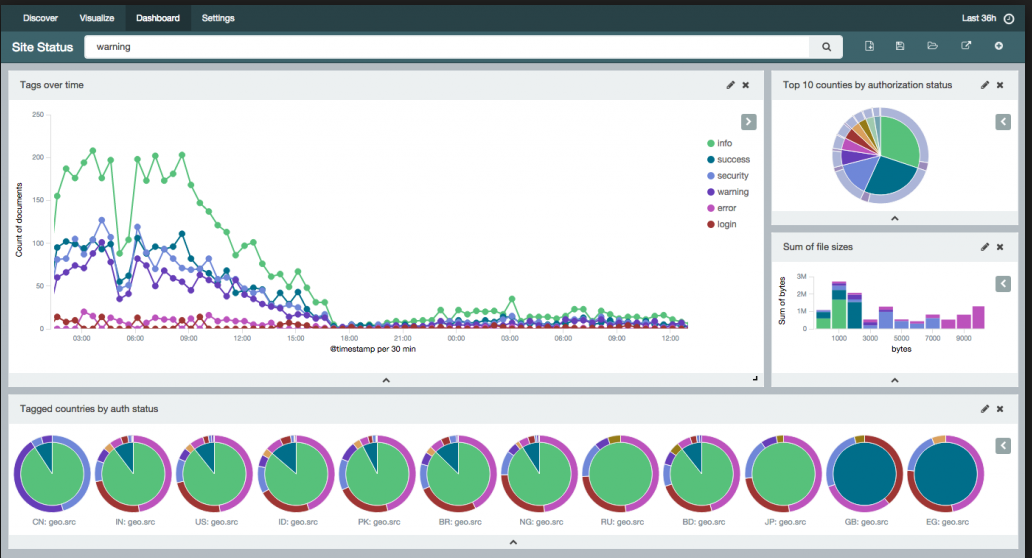 Discover Visualize Dashboard Settings Last 36h
Site Status warning
Tags over time
250
200
150
100
50
0
Count of documents
03:00 06:00 09:00 12:00 15:00 18:00 21:00 00:00 03:00 06:00 09:00 12:00
@timestamp per 30 min
info
success
security
warning
error
login
Top 10 counties by authorization status
Sum of file sizes
3M
2M
1M
0
Sum of bytes
1000 3000 5000 7000 9000
bytes
Tagged countries by auth status
CN: geo.src IN: geo.src US: geo.src ID: geo.src PK: geo.src BR: geo.src NG: geo.src RU: geo.src BD: geo.src JP: geo.src GB: geo.src EG: geo.src